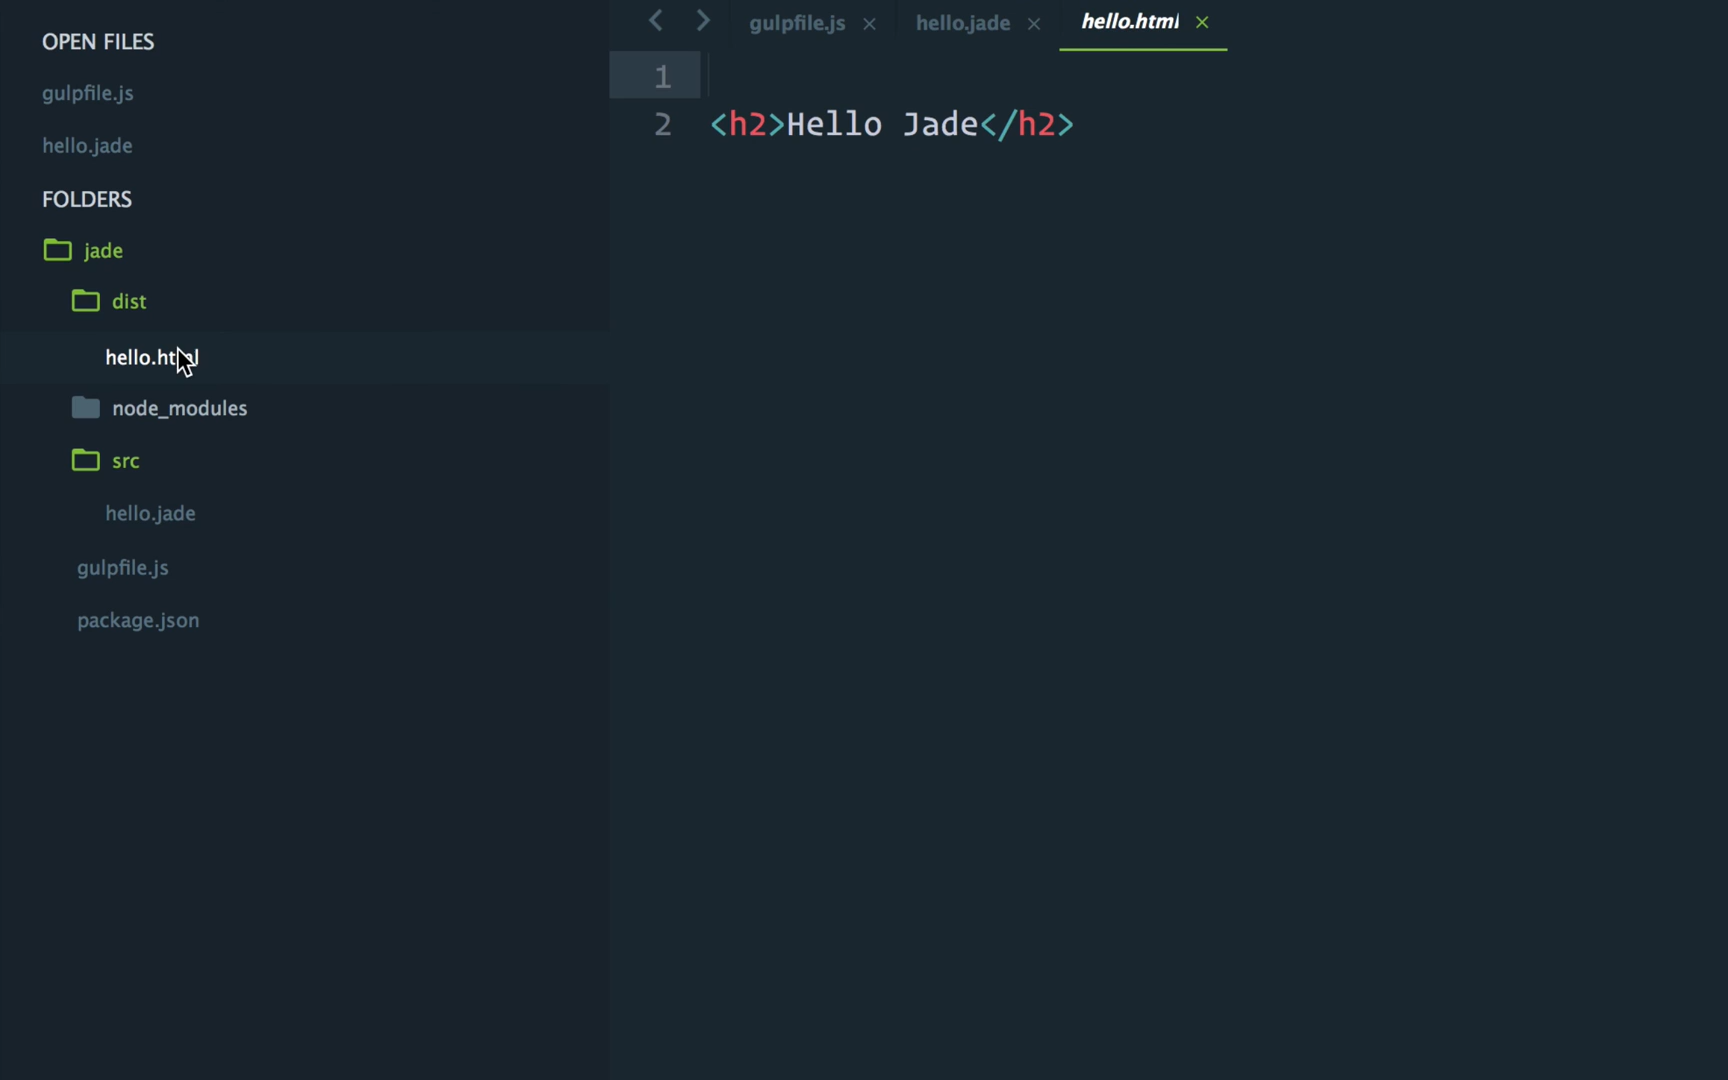 OPEN FILES
gulpfile.js
hello.jade
FOLDERS
jade
dist
hello.html
node_modules
src
hello.jade
gulpfile.js
package.json
gulpfile.js × hello.jade × hello.html ×
1
2 <h2>Hello Jade</h2>